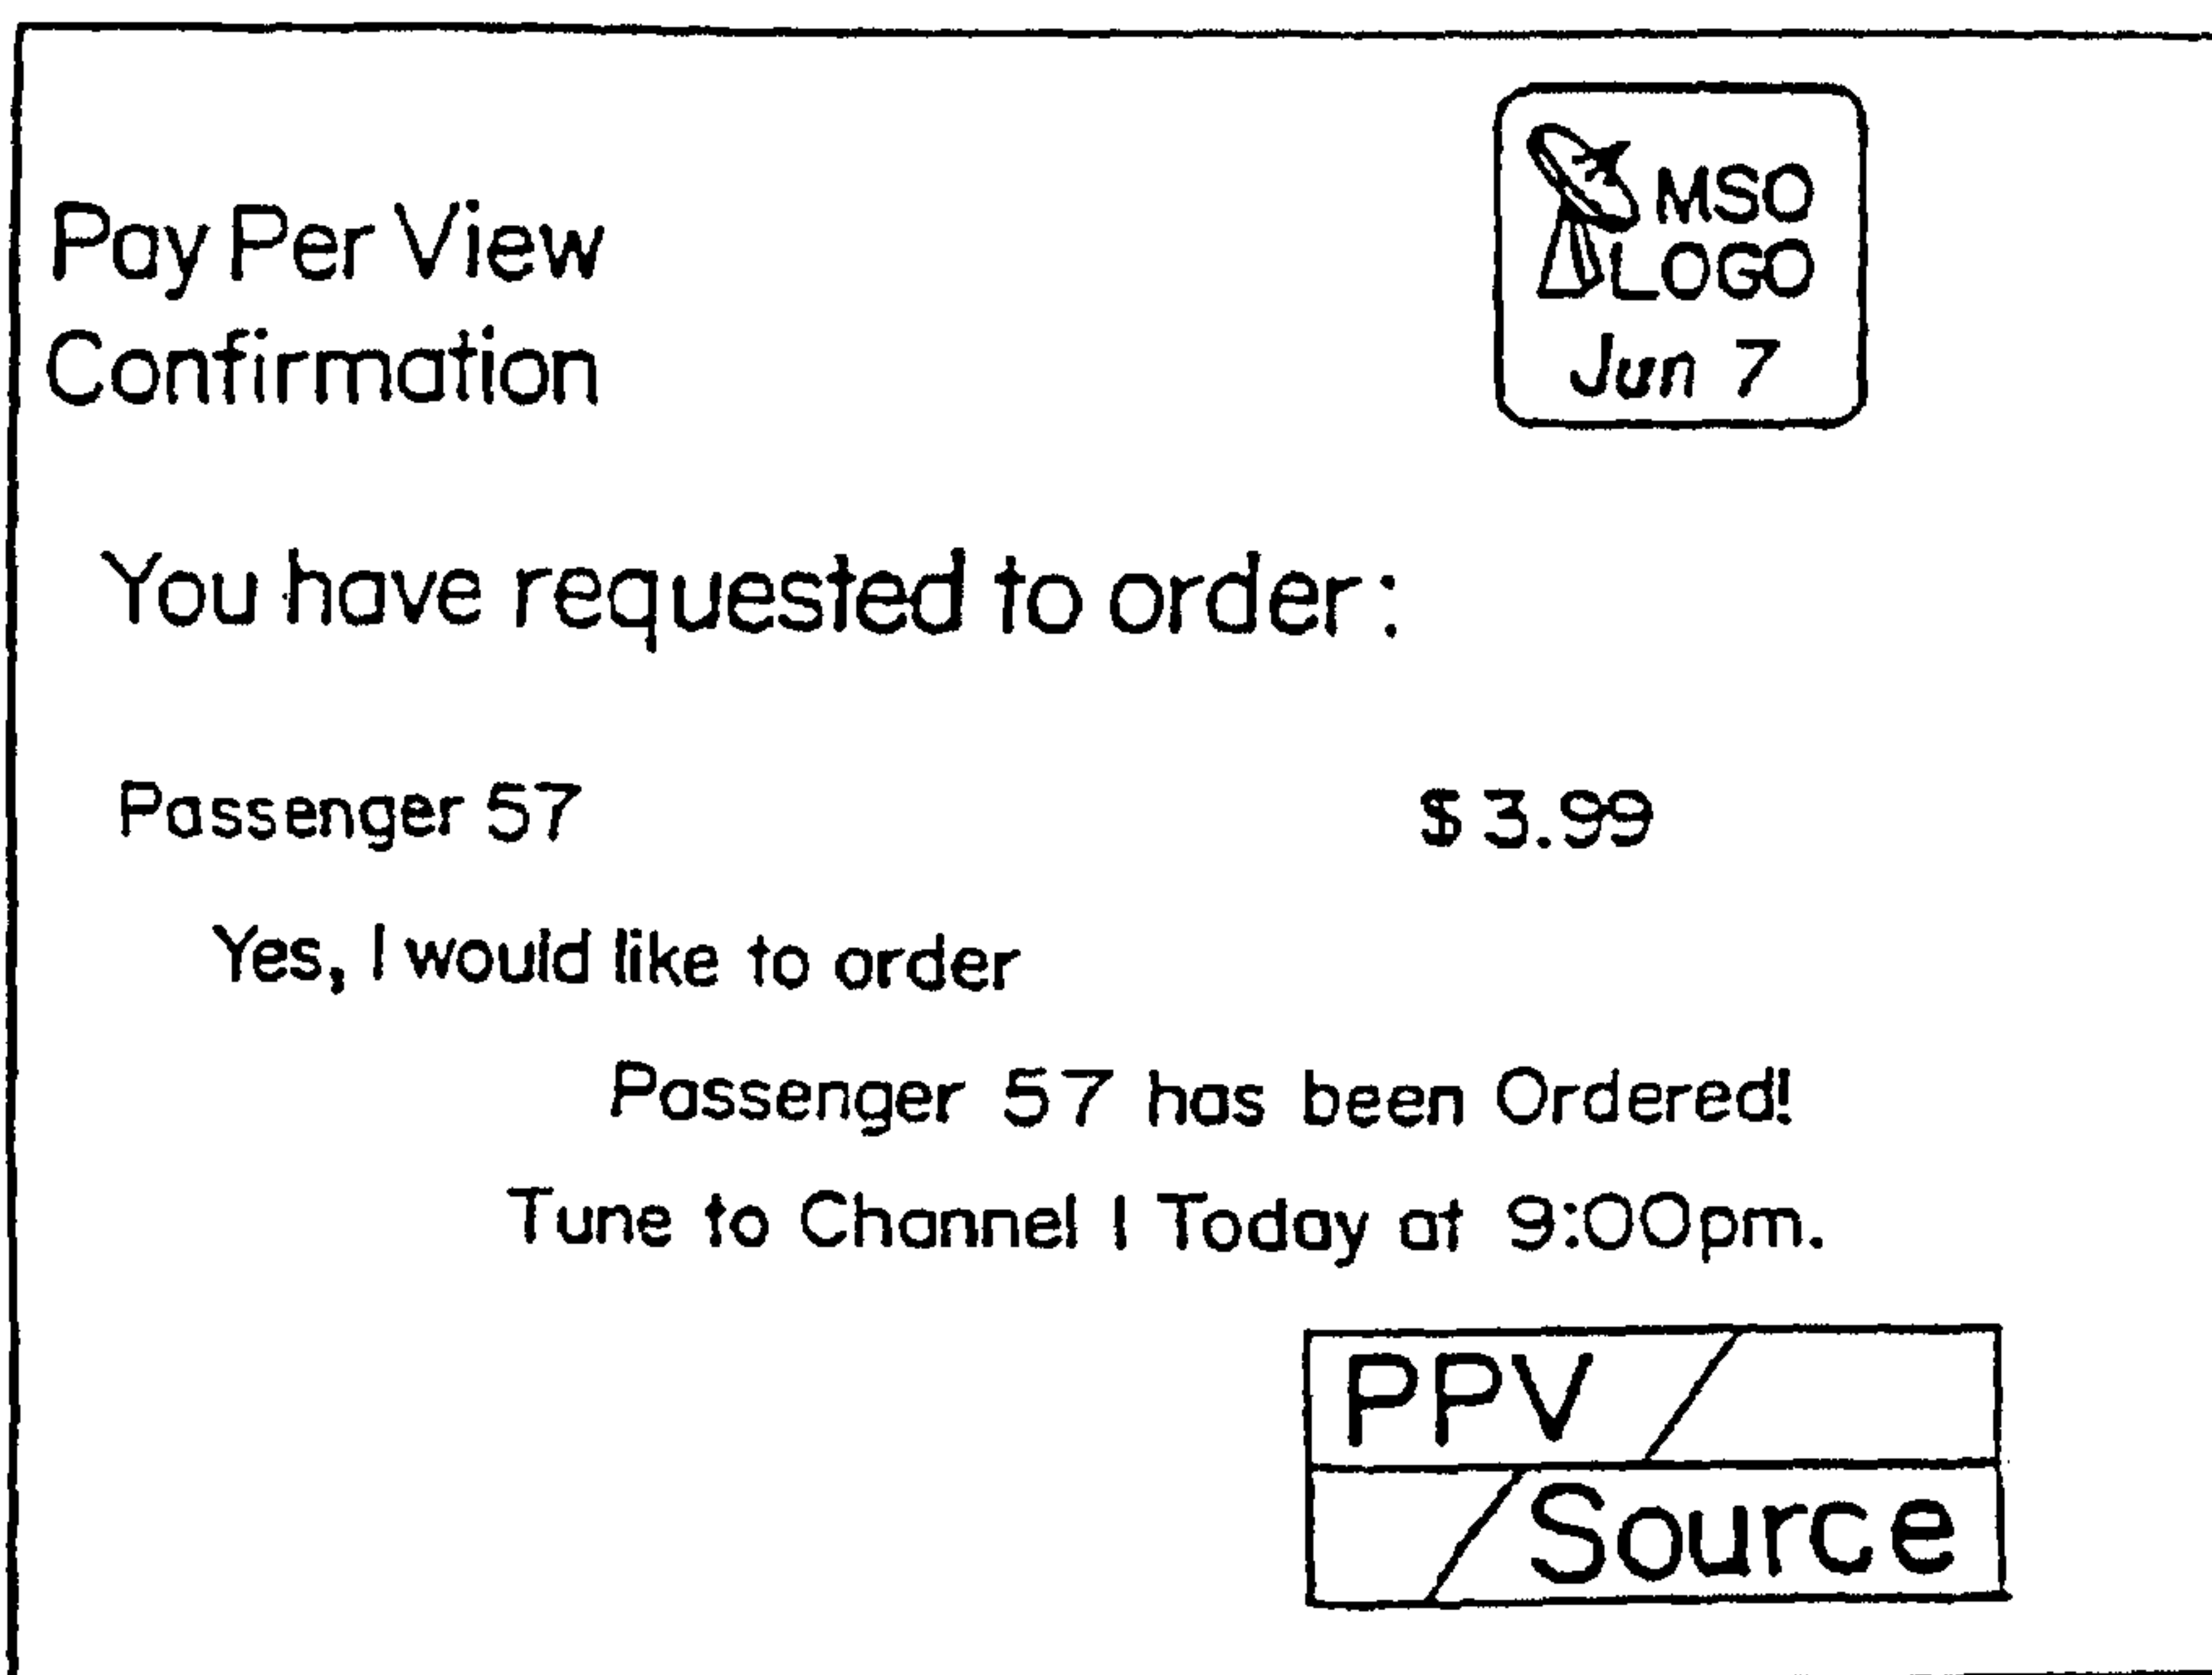 MSO
LOGO
Jun 7
Pay Per View
Confirmation
You have requested to order:
Passenger 57 $3.99
Yes, I would like to order
Passenger 57 has been Ordered!
Tune to Channel 1 Today at 9:00pm.
PPV
Source